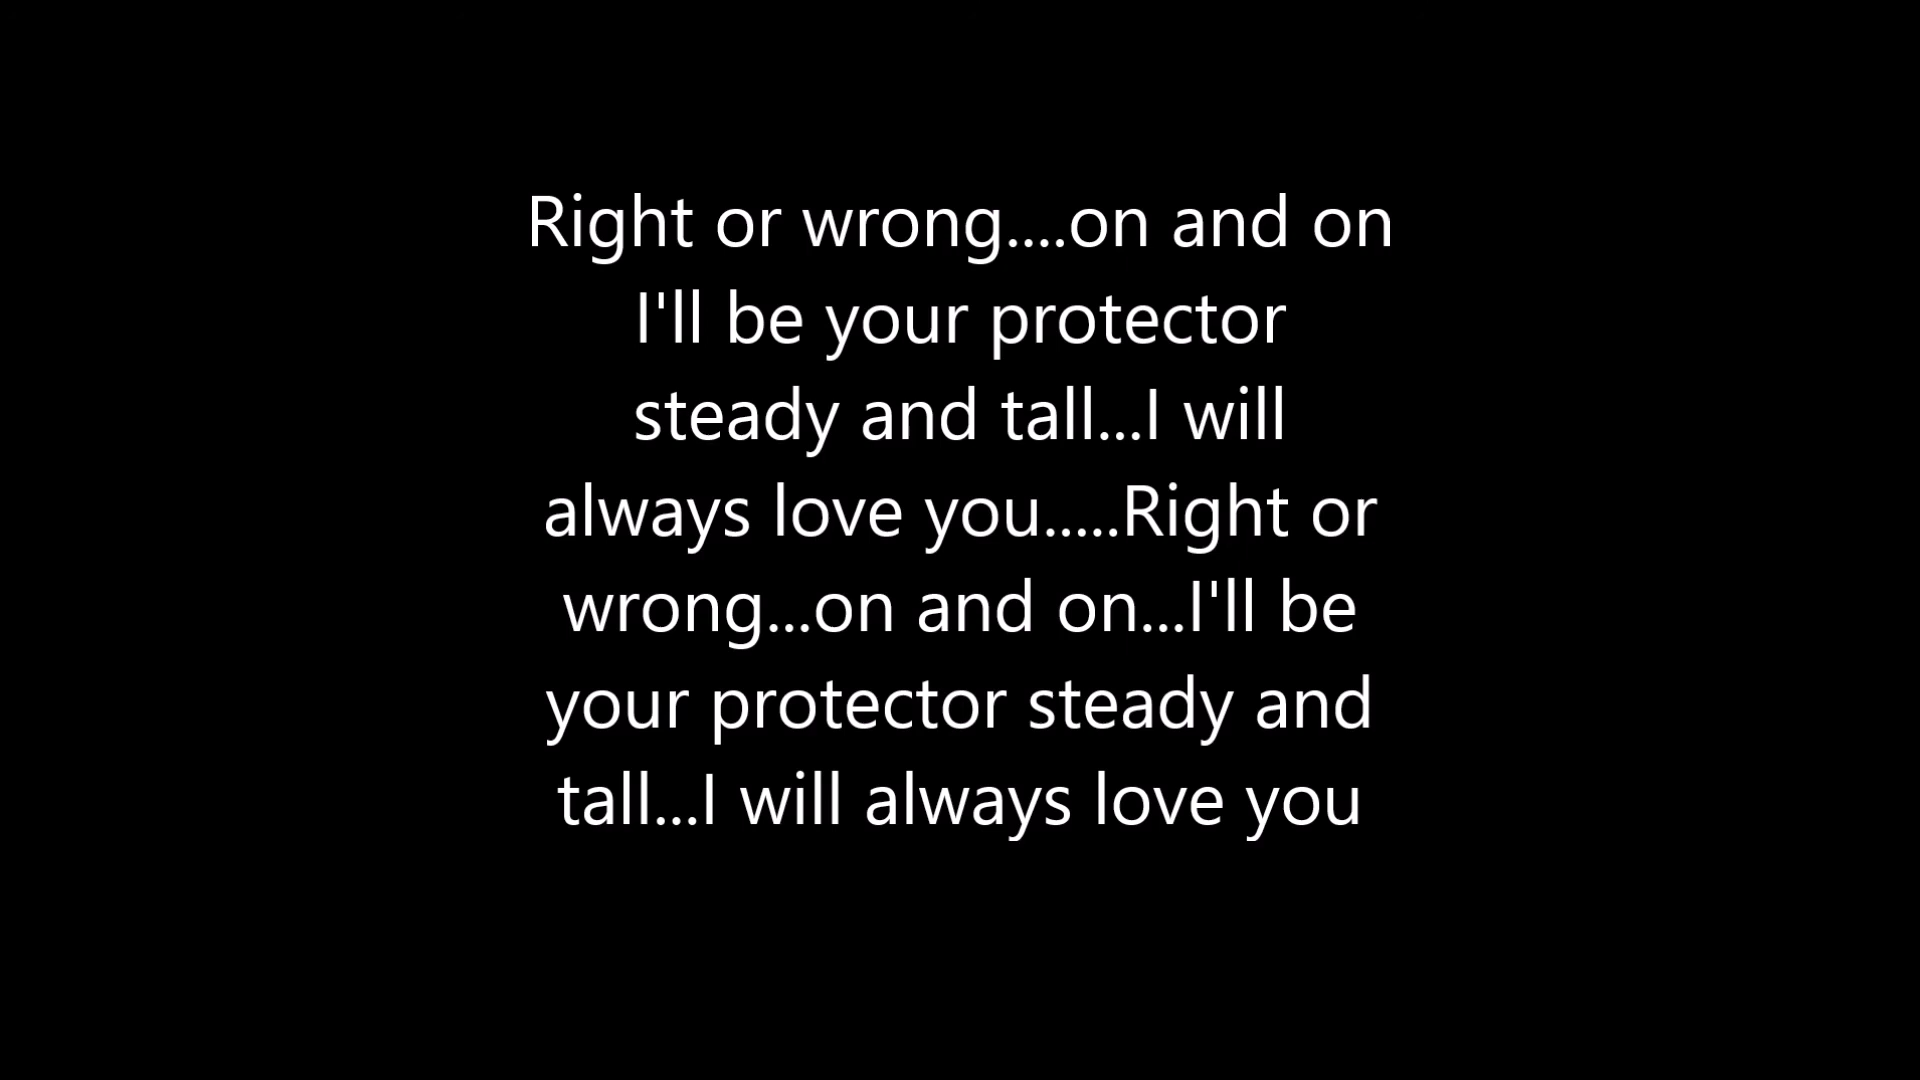 Right or wrong....on and on
I'll be your protector
steady and tall...I will
always love you.....Right or
wrong...on and on...I'll be
your protector steady and
tall...I will always love you